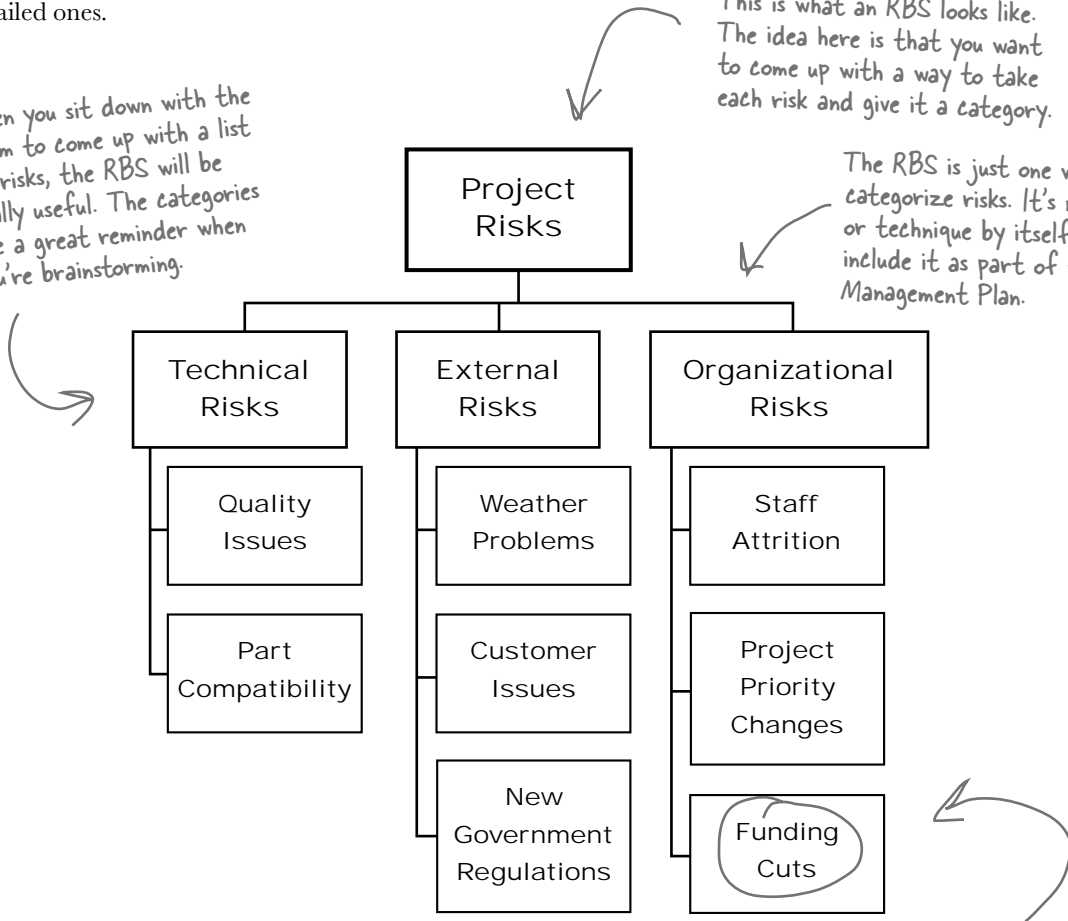 ailed ones.
This is what an RBS looks like.
The idea here is that you want
to come up with a way to take
each risk and give it a category.
en you sit down with the
m to come up with a list
risks, the RBS will be
lly useful. The categories
e a great reminder when
u're brainstorming.
The RBS is just one w
categorize risks. It's n
or technique by itself
include it as part of
Management Plan.
Project
Risks
Technical
Risks
Quality
Issues
Part
Compatibility
External
Risks
Weather
Problems
Customer
Issues
New
Government
Regulations
Organizational
Risks
Staff
Attrition
Project
Priority
Changes
Funding
Cuts